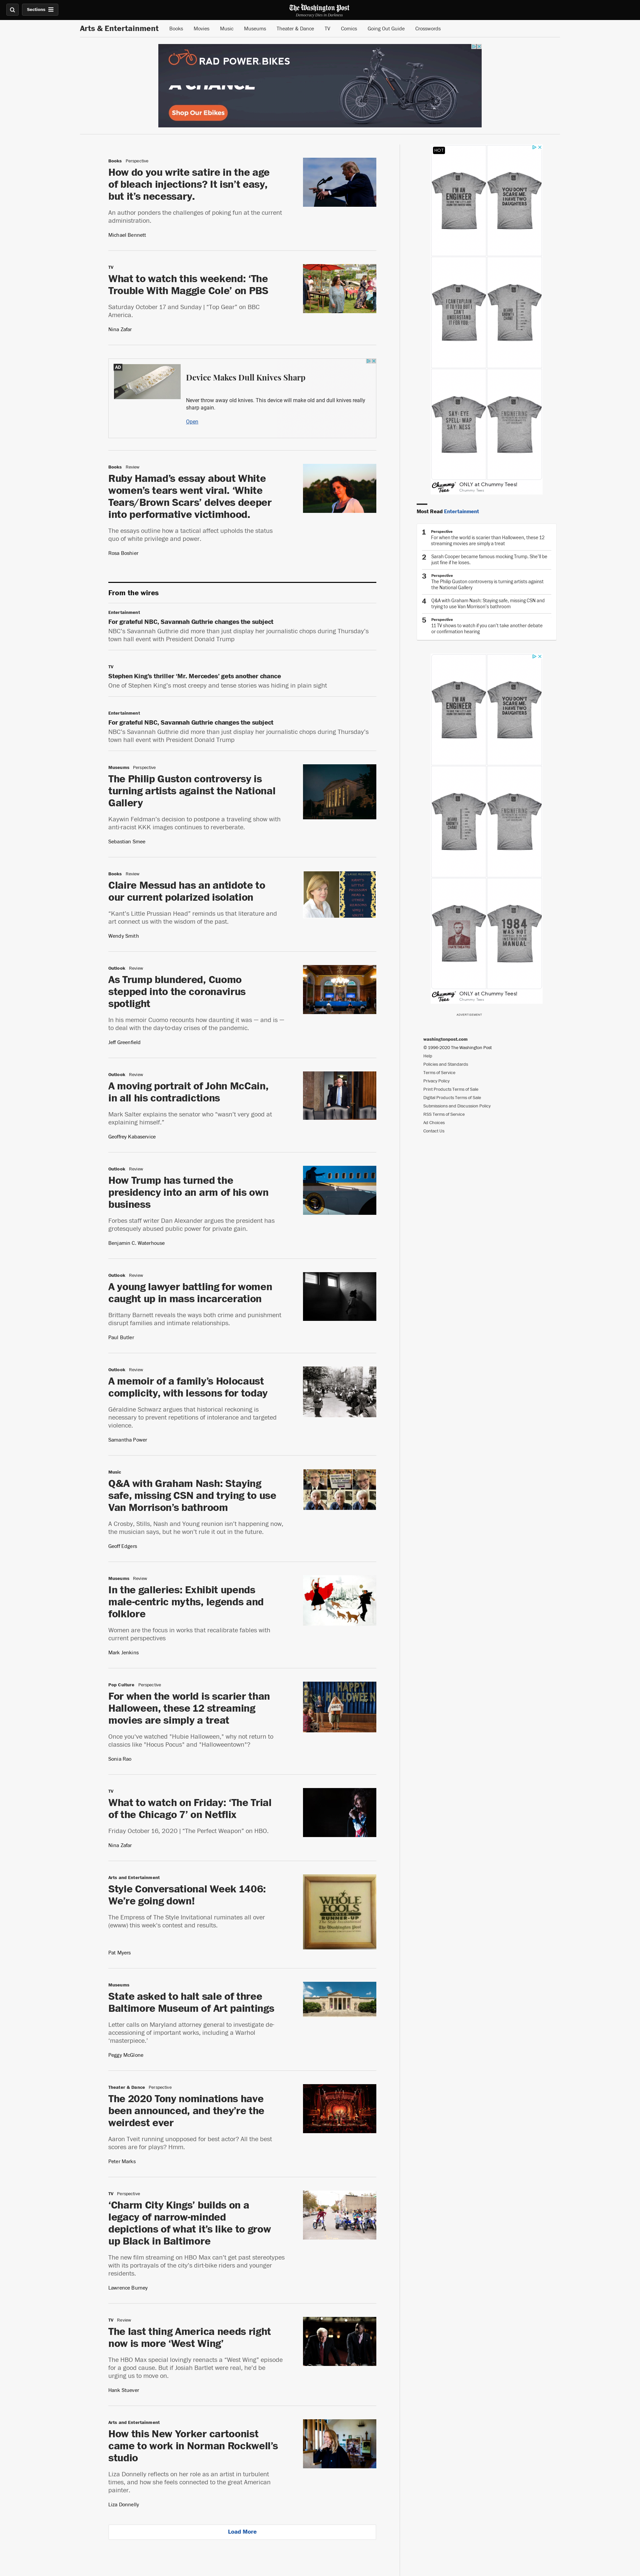 Sections
The Washington Post
Democracy Dies in Darkness
Arts & Entertainment
Books
Movies
Music
Museums
Theater & Dance
TV
Comics
Going Out Guide
Crosswords
RAD POWER BIKES
A CHANCE
Shop Our Ebikes
Books Perspective
How do you write satire in the age
of bleach injections? It isn’t easy,
but it’s necessary.
An author ponders the challenges of poking fun at the current
administration.
Michael Bennett
TV
What to watch this weekend: ‘The
Trouble With Maggie Cole’ on PBS
Saturday October 17 and Sunday | “Top Gear” on BBC
America.
Nina Zafar
AD
Device Makes Dull Knives Sharp
Never throw away old knives. This device will make old and dull knives really
sharp again.
Open
Books Review
Ruby Hamad’s essay about White
women’s tears went viral. ‘White
Tears/Brown Scars’ delves deeper
into performative victimhood.
The essays outline how a tactical affect upholds the status
quo of white privilege and power.
Rosa Boshier
From the wires
Entertainment
For grateful NBC, Savannah Guthrie changes the subject
NBC’s Savannah Guthrie did more than just display her journalistic chops during Thursday’s
town hall event with President Donald Trump
TV
Stephen King’s thriller ‘Mr. Mercedes’ gets another chance
One of Stephen King’s most creepy and tense stories was hiding in plain sight
Entertainment
For grateful NBC, Savannah Guthrie changes the subject
NBC’s Savannah Guthrie did more than just display her journalistic chops during Thursday’s
town hall event with President Donald Trump
Museums Perspective
The Philip Guston controversy is
turning artists against the National
Gallery
Kaywin Feldman’s decision to postpone a traveling show with
anti-racist KKK images continues to reverberate.
Sebastian Smee
Books Review
Claire Messud has an antidote to
our current polarized isolation
“Kant’s Little Prussian Head” reminds us that literature and
art connect us with the wisdom of the past.
Wendy Smith
Outlook Review
As Trump blundered, Cuomo
stepped into the coronavirus
spotlight
In his memoir Cuomo recounts how daunting it was — and is —
to deal with the day-to-day crises of the pandemic.
Jeff Greenfield
Outlook Review
A moving portrait of John McCain,
in all his contradictions
Mark Salter explains the senator who “wasn’t very good at
explaining himself.”
Geoffrey Kabaservice
Outlook Review
How Trump has turned the
presidency into an arm of his own
business
Forbes staff writer Dan Alexander argues the president has
grotesquely abused public power for private gain.
Benjamin C. Waterhouse
Outlook Review
A young lawyer battling for women
caught up in mass incarceration
Brittany Barnett reveals the ways both crime and punishment
disrupt families and intimate relationships.
Paul Butler
Outlook Review
A memoir of a family’s Holocaust
complicity, with lessons for today
Géraldine Schwarz argues that historical reckoning is
necessary to prevent repetitions of intolerance and targeted
violence.
Samantha Power
Music
Q&A with Graham Nash: Staying
safe, missing CSN and trying to use
Van Morrison’s bathroom
A Crosby, Stills, Nash and Young reunion isn’t happening now,
the musician says, but he won’t rule it out in the future.
Geoff Edgers
Museums Review
In the galleries: Exhibit upends
male-centric myths, legends and
folklore
Women are the focus in works that recalibrate fables with
current perspectives
Mark Jenkins
Pop Culture Perspective
For when the world is scarier than
Halloween, these 12 streaming
movies are simply a treat
Once you’ve watched “Hubie Halloween,” why not return to
classics like “Hocus Pocus” and “Halloweentown”?
Sonia Rao
HAPPY
HALLOWEEN
TV
What to watch on Friday: ‘The Trial
of the Chicago 7’ on Netflix
Friday October 16, 2020 | “The Perfect Weapon” on HBO.
Nina Zafar
Arts and Entertainment
Style Conversational Week 1406:
We’re going down!
The Empress of The Style Invitational ruminates all over
(ewww) this week’s contest and results.
Pat Myers
WHOLE
FOOLS
RUNNER-UP
Museums
State asked to halt sale of three
Baltimore Museum of Art paintings
Letter calls on Maryland attorney general to investigate de-
accessioning of important works, including a Warhol
‘masterpiece.’
Peggy McGlone
Theater & Dance Perspective
The 2020 Tony nominations have
been announced, and they’re the
weirdest ever
Aaron Tveit running unopposed for best actor? All the best
scores are for plays? Hmm.
Peter Marks
TV Perspective
‘Charm City Kings’ builds on a
legacy of narrow-minded
depictions of what it’s like to grow
up Black in Baltimore
The new film streaming on HBO Max can’t get past stereotypes
with its portrayals of the city’s dirt-bike riders and younger
residents.
Lawrence Burney
TV Review
The last thing America needs right
now is more ‘West Wing’
The HBO Max special lovingly reenacts a “West Wing” episode
for a good cause. But if Josiah Bartlet were real, he’d be
urging us to move on.
Hank Stuever
Arts and Entertainment
How this New Yorker cartoonist
came to work in Norman Rockwell’s
studio
Liza Donnelly reflects on her role as an artist in turbulent
times, and how she feels connected to the great American
painter.
Liza Donnelly
Load More
HOT
I'M AN
ENGINEER
YOU DON'T
SCARE ME.
I HAVE TWO
DAUGHTERS
I CAN EXPLAIN
IT TO YOU BUT I
CAN'T
UNDERSTAND
IT FOR YOU
SAY: EYE
SPELL: MAP
SAY: NESS
ENGINEERING
Chummy Tees
ONLY at Chummy Tees!
Chummy Tees
Most Read Entertainment
1
Perspective
For when the world is scarier than Halloween, these 12
streaming movies are simply a treat
2
Sarah Cooper became famous mocking Trump. She’ll be
just fine if he loses.
3
Perspective
The Philip Guston controversy is turning artists against
the National Gallery
4
Q&A with Graham Nash: Staying safe, missing CSN and
trying to use Van Morrison’s bathroom
5
Perspective
11 TV shows to watch if you can’t take another debate
or confirmation hearing
I'M AN
ENGINEER
YOU DON'T
SCARE ME.
I HAVE TWO
DAUGHTERS
ENGINEERING
1984
WAS NOT
SUPPOSED TO BE AN
INSTRUCTION
MANUAL
Chummy Tees
ONLY at Chummy Tees!
Chummy Tees
ADVERTISEMENT
washingtonpost.com
© 1996-2020 The Washington Post
Help
Policies and Standards
Terms of Service
Privacy Policy
Print Products Terms of Sale
Digital Products Terms of Sale
Submissions and Discussion Policy
RSS Terms of Service
Ad Choices
Contact Us